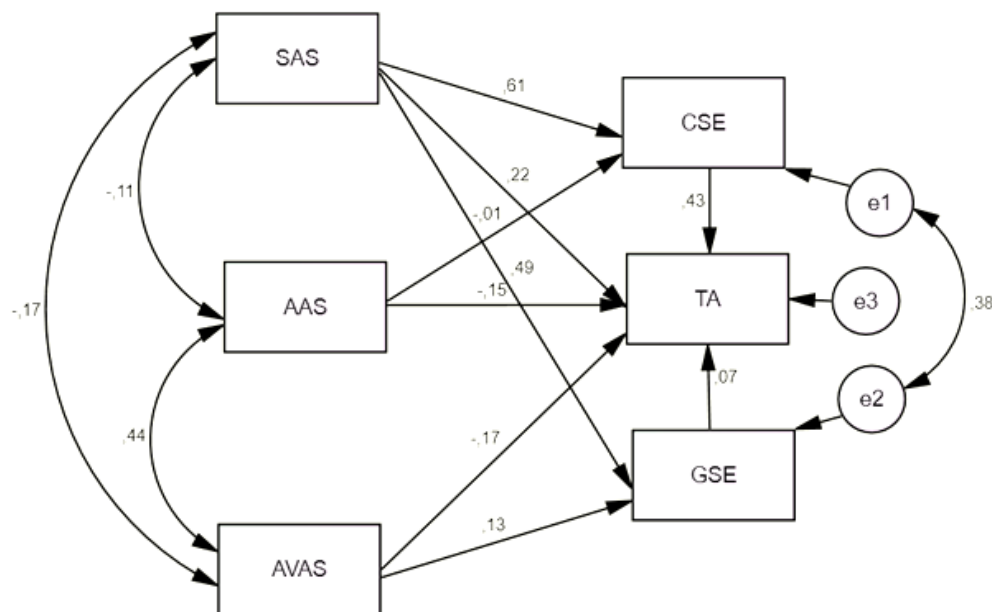 SAS
,61
CSE
-,11
,22
,43
e1
-,01
,49
-,15
AAS
TA
e3
-,17
,38
,07
e2
,44
-,17
GSE
,13
AVAS